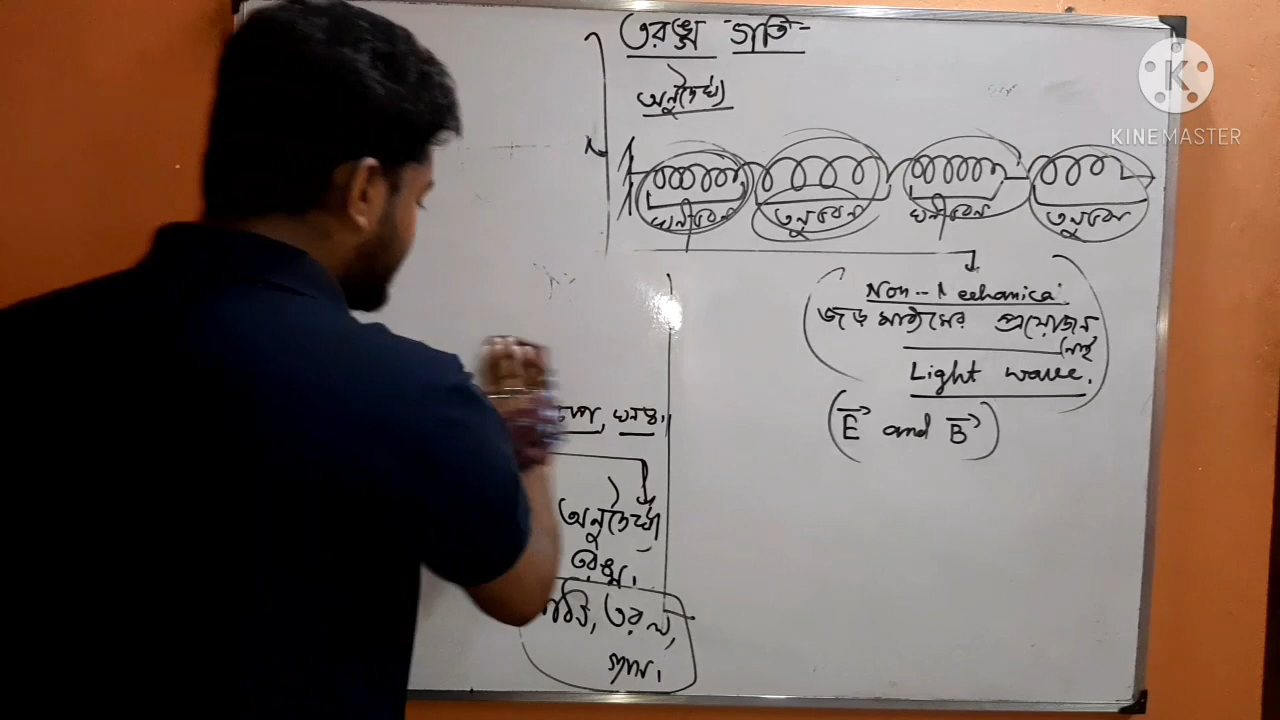 তরঙ্গ গতি -
অনুদৈর্ঘ্য
KINEMASTER
ঘনীভবন তনুভবন ঘনীভবন তনুভবন
Non-Mechanical
জড় মাধ্যমের প্রয়োজন
নাই
Light wave.
(E and B)
অনুদৈর্ঘ্য
তরঙ্গ.
তরল,